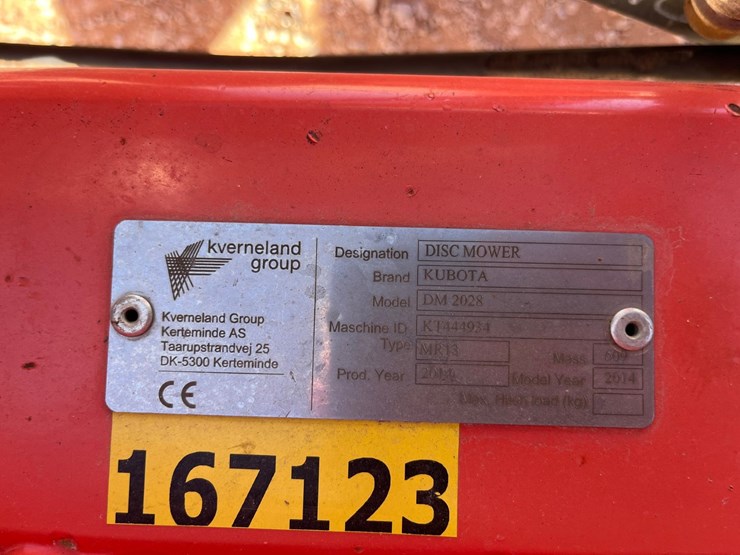 kverneland
group
Kverneland Group
Kerteminde AS
Taarupstrandvej 25
DK-5300 Kerteminde
CE
Designation DISC MOWER
Brand KUBOTA
Model DM 2028
Maschine ID. KT444934
Type Mass
Prod. Year Model Year 2014
167123